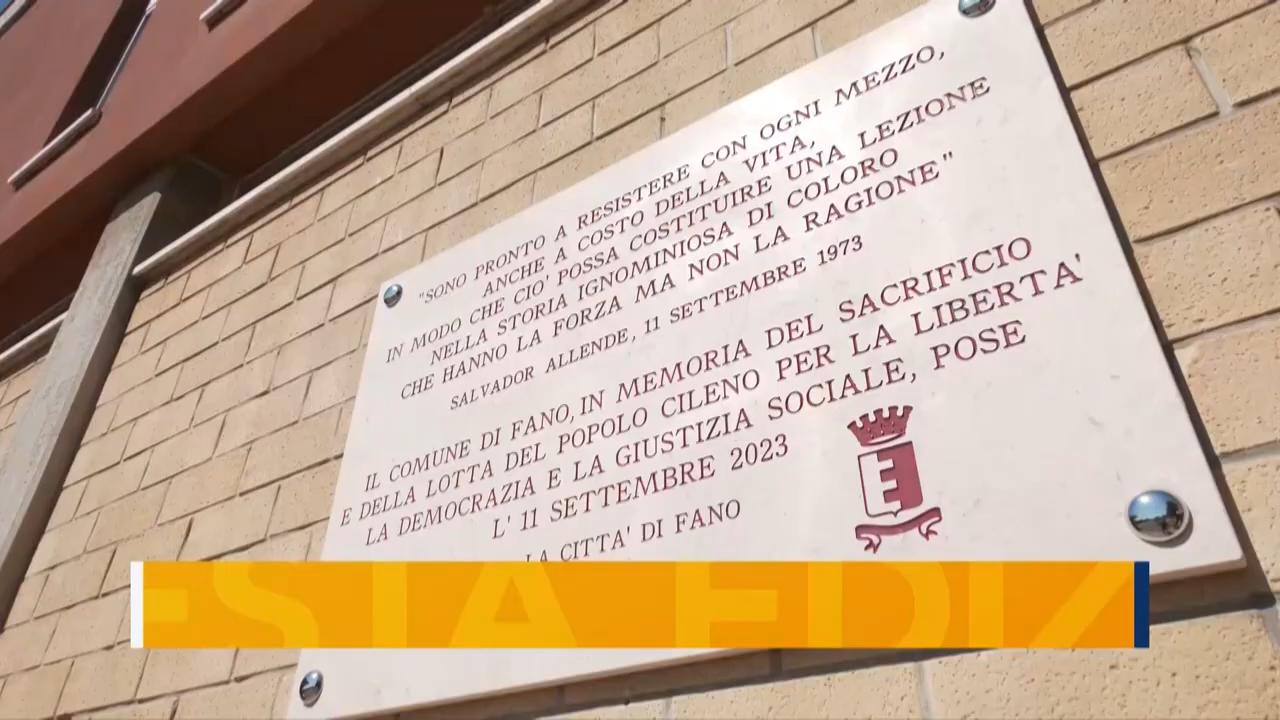 "SONO PRONTO A RESISTERE CON OGNI MEZZO,
ANCHE A COSTO DELLA VITA,
IN MODO CHE CIO' POSSA COSTITUIRE UNA LEZIONE
NELLA STORIA IGNOMINIOSA DI COLORO
CHE HANNO LA FORZA MA NON LA RAGIONE"
SALVADOR ALLENDE, 11 SETTEMBRE 1973
IL COMUNE DI FANO, IN MEMORIA DEL SACRIFICIO
E DELLA LOTTA DEL POPOLO CILENO PER LA LIBERTA'
LA DEMOCRAZIA E LA GIUSTIZIA SOCIALE, POSE
L' 11 SETTEMBRE 2023
LA CITTA' DI FANO
ESTA EDIZ